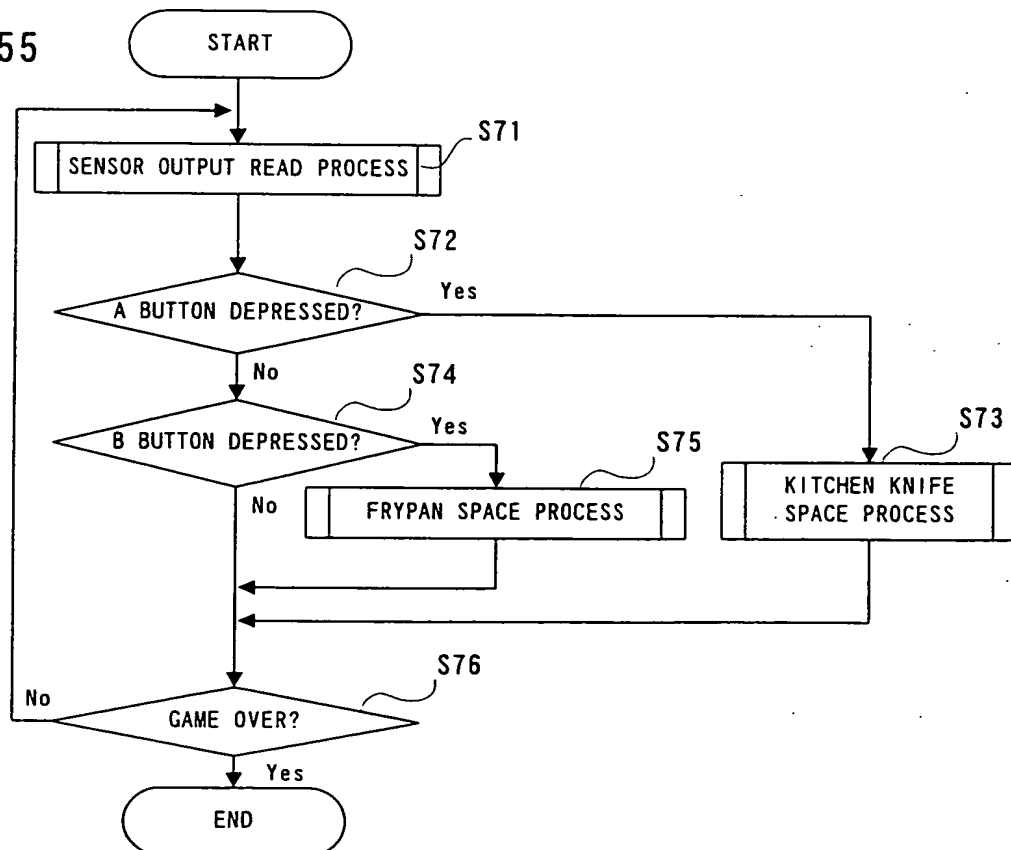 55
START
S71
SENSOR OUTPUT READ PROCESS
S72
A BUTTON DEPRESSED?
Yes
No
S74
B BUTTON DEPRESSED?
Yes
No
S75
FRYPAN SPACE PROCESS
S73
KITCHEN KNIFE
SPACE PROCESS
S76
No
GAME OVER?
Yes
END